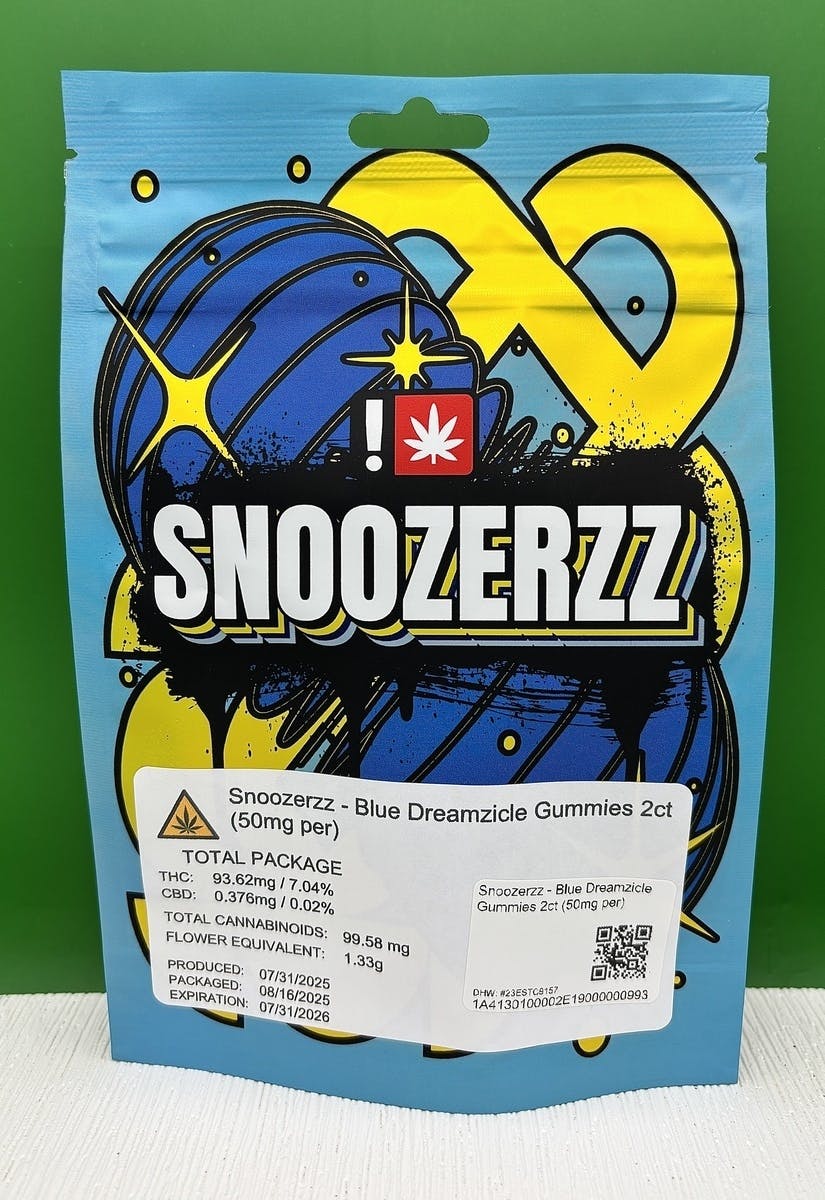 !
SNOOZERZZ
Snoozerzz - Blue Dreamzicle Gummies 2ct
(50mg per)
TOTAL PACKAGE
THC: 93.62mg / 7.04%
CBD: 0.376mg / 0.02%
TOTAL CANNABINOIDS: 99.58 mg
FLOWER EQUIVALENT: 1.33g
PRODUCED: 07/31/2025
PACKAGED: 08/16/2025
EXPIRATION: 07/31/2026
Snoozerzz - Blue Dreamzicle
Gummies 2ct (50mg per)
DHW: #23ESTC9157
1A4130100002E19000000993